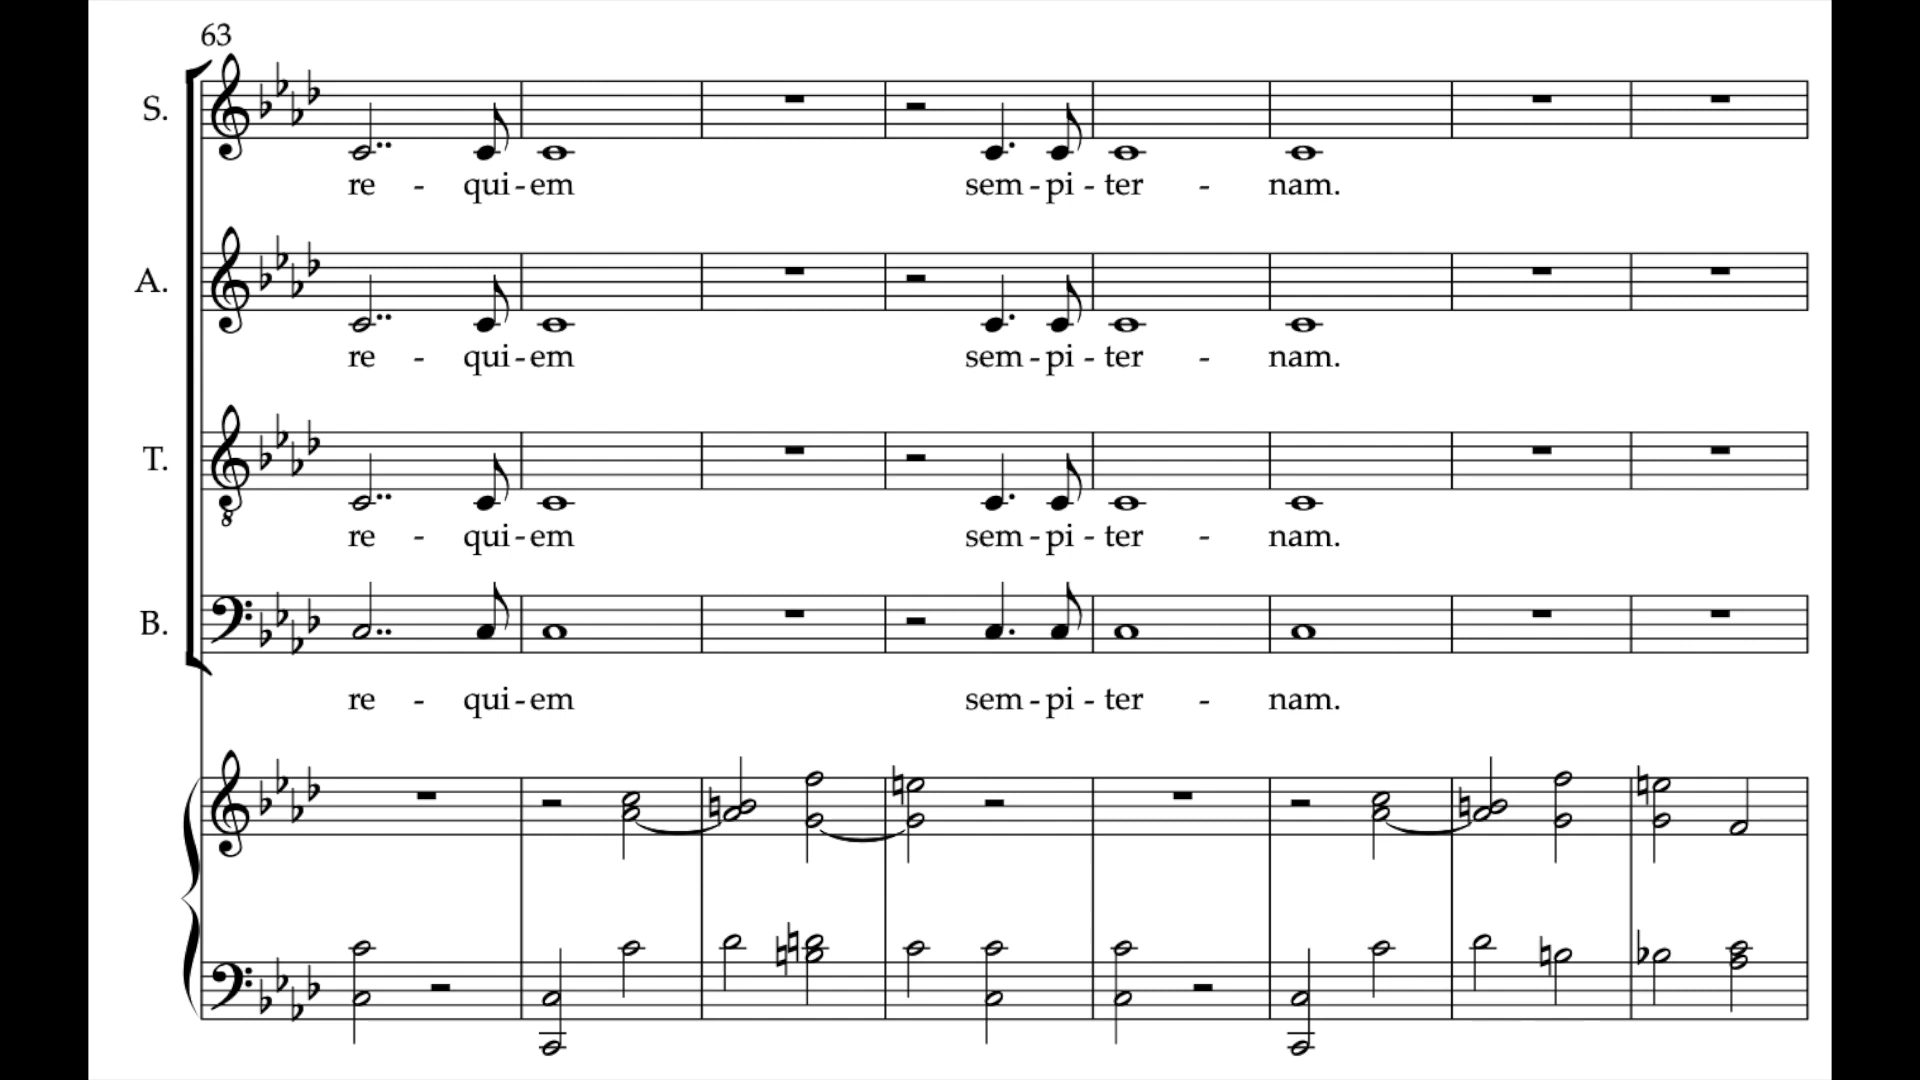 63
S.
re - qui - em sem - pi - ter - nam.
A.
re - qui - em sem - pi - ter - nam.
T.
8
re - qui - em sem - pi - ter - nam.
B.
re - qui - em sem - pi - ter - nam.